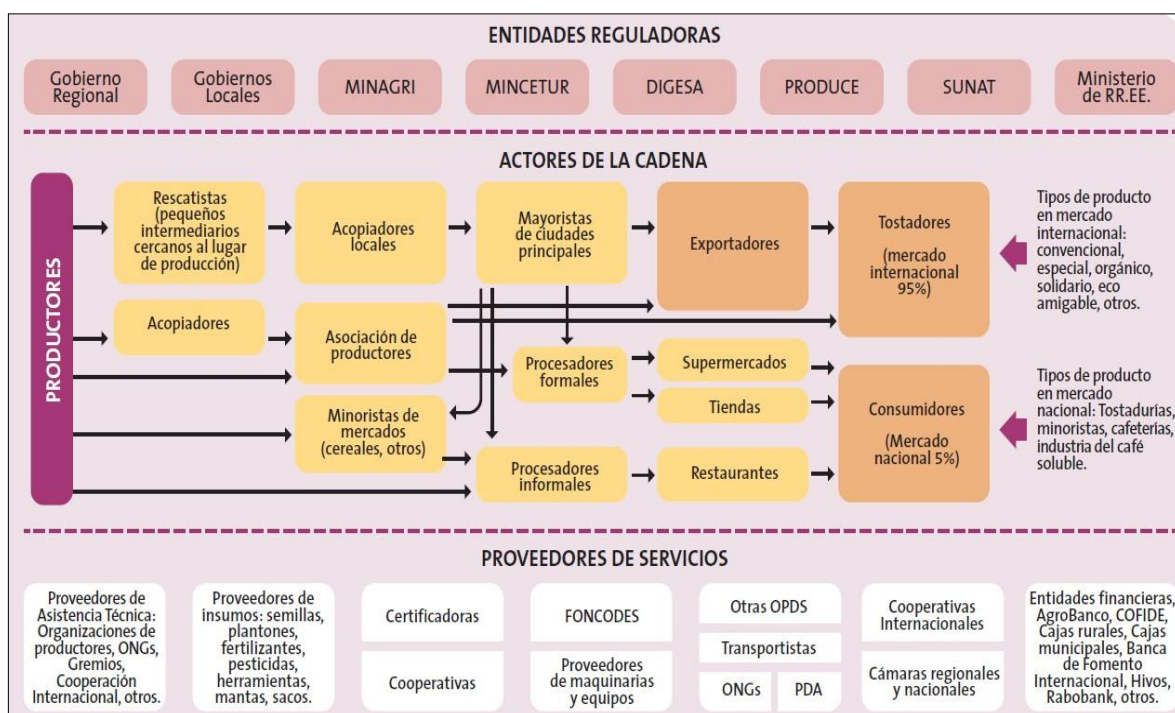 ENTIDADES REGULADORAS
Gobierno
Regional
Gobiernos
Locales
MINAGRI
MINCETUR
DIGESA
PRODUCE
SUNAT
Ministerio
de RR.EE.
ACTORES DE LA CADENA
PRODUCTORES
Rescatistas
(pequeños
intermediarios
cercanos al lugar
de producción)
Acopiadores
locales
Mayoristas
de ciudades
principales
Exportadores
Tostadores
(mercado
internacional
95%)
Tipos de producto
en mercado
internacional:
convencional,
especial, orgánico,
solidario, eco
amigable, otros.
Acopiadores
Asociación de
productores
Procesadores
formales
Supermercados
Tiendas
Minoristas de
mercados
(cereales, otros)
Procesadores
informales
Restaurantes
Consumidores
(Mercado
nacional 5%)
Tipos de producto
en mercado
nacional: Tostadurías,
minoristas, cafeterías,
industria del café
soluble.
PROVEEDORES DE SERVICIOS
Proveedores de
Asistencia Técnica:
Organizaciones de
productores, ONGs,
Gremios,
Cooperación
Internacional, otros.
Proveedores de
insumos: semillas,
plantones,
fertilizantes,
pesticidas,
herramientas,
mantas, sacos.
Certificadoras
Cooperativas
FONCODES
Proveedores
de maquinarias
y equipos
Otras OPDS
Transportistas
ONGs
PDA
Cooperativas
Internacionales
Cámaras regionales
y nacionales
Entidades financieras,
AgroBanco, COFIDE,
Cajas rurales, Cajas
municipales, Banca
de Fomento
Internacional, Hivos,
Rabobank, otros.